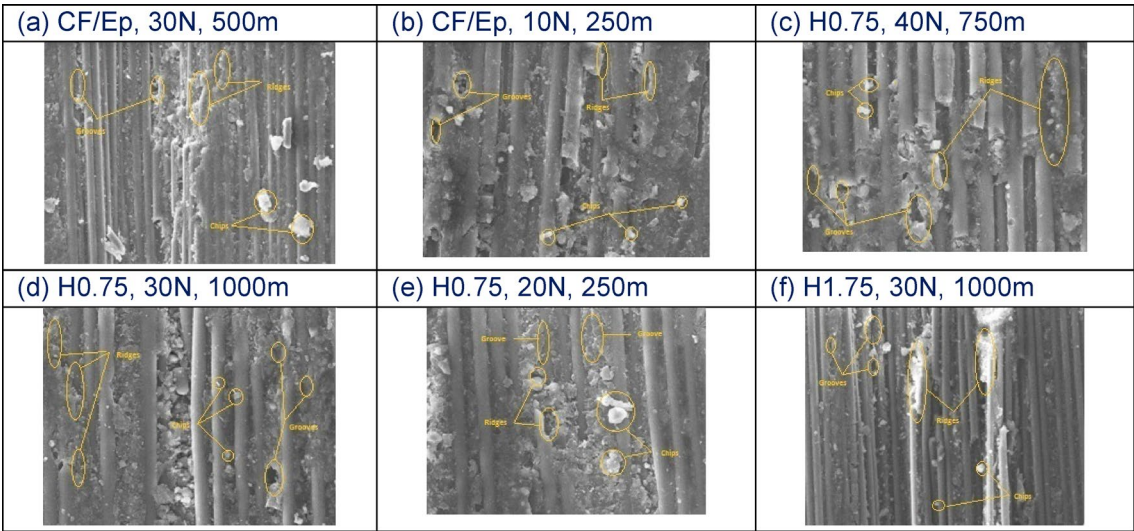 (a) CF/Ep, 30N, 500m
(b) CF/Ep, 10N, 250m
(c) H0.75, 40N, 750m
Ridges
Grooves
Chips
Grooves
Ridges
Chips
Ridges
Chips
Grooves
(d) H0.75, 30N, 1000m
(e) H0.75, 20N, 250m
(f) H1.75, 30N, 1000m
Ridges
Chips
Grooves
Groove
Groove
Ridges
Chips
Grooves
Ridges
Chips